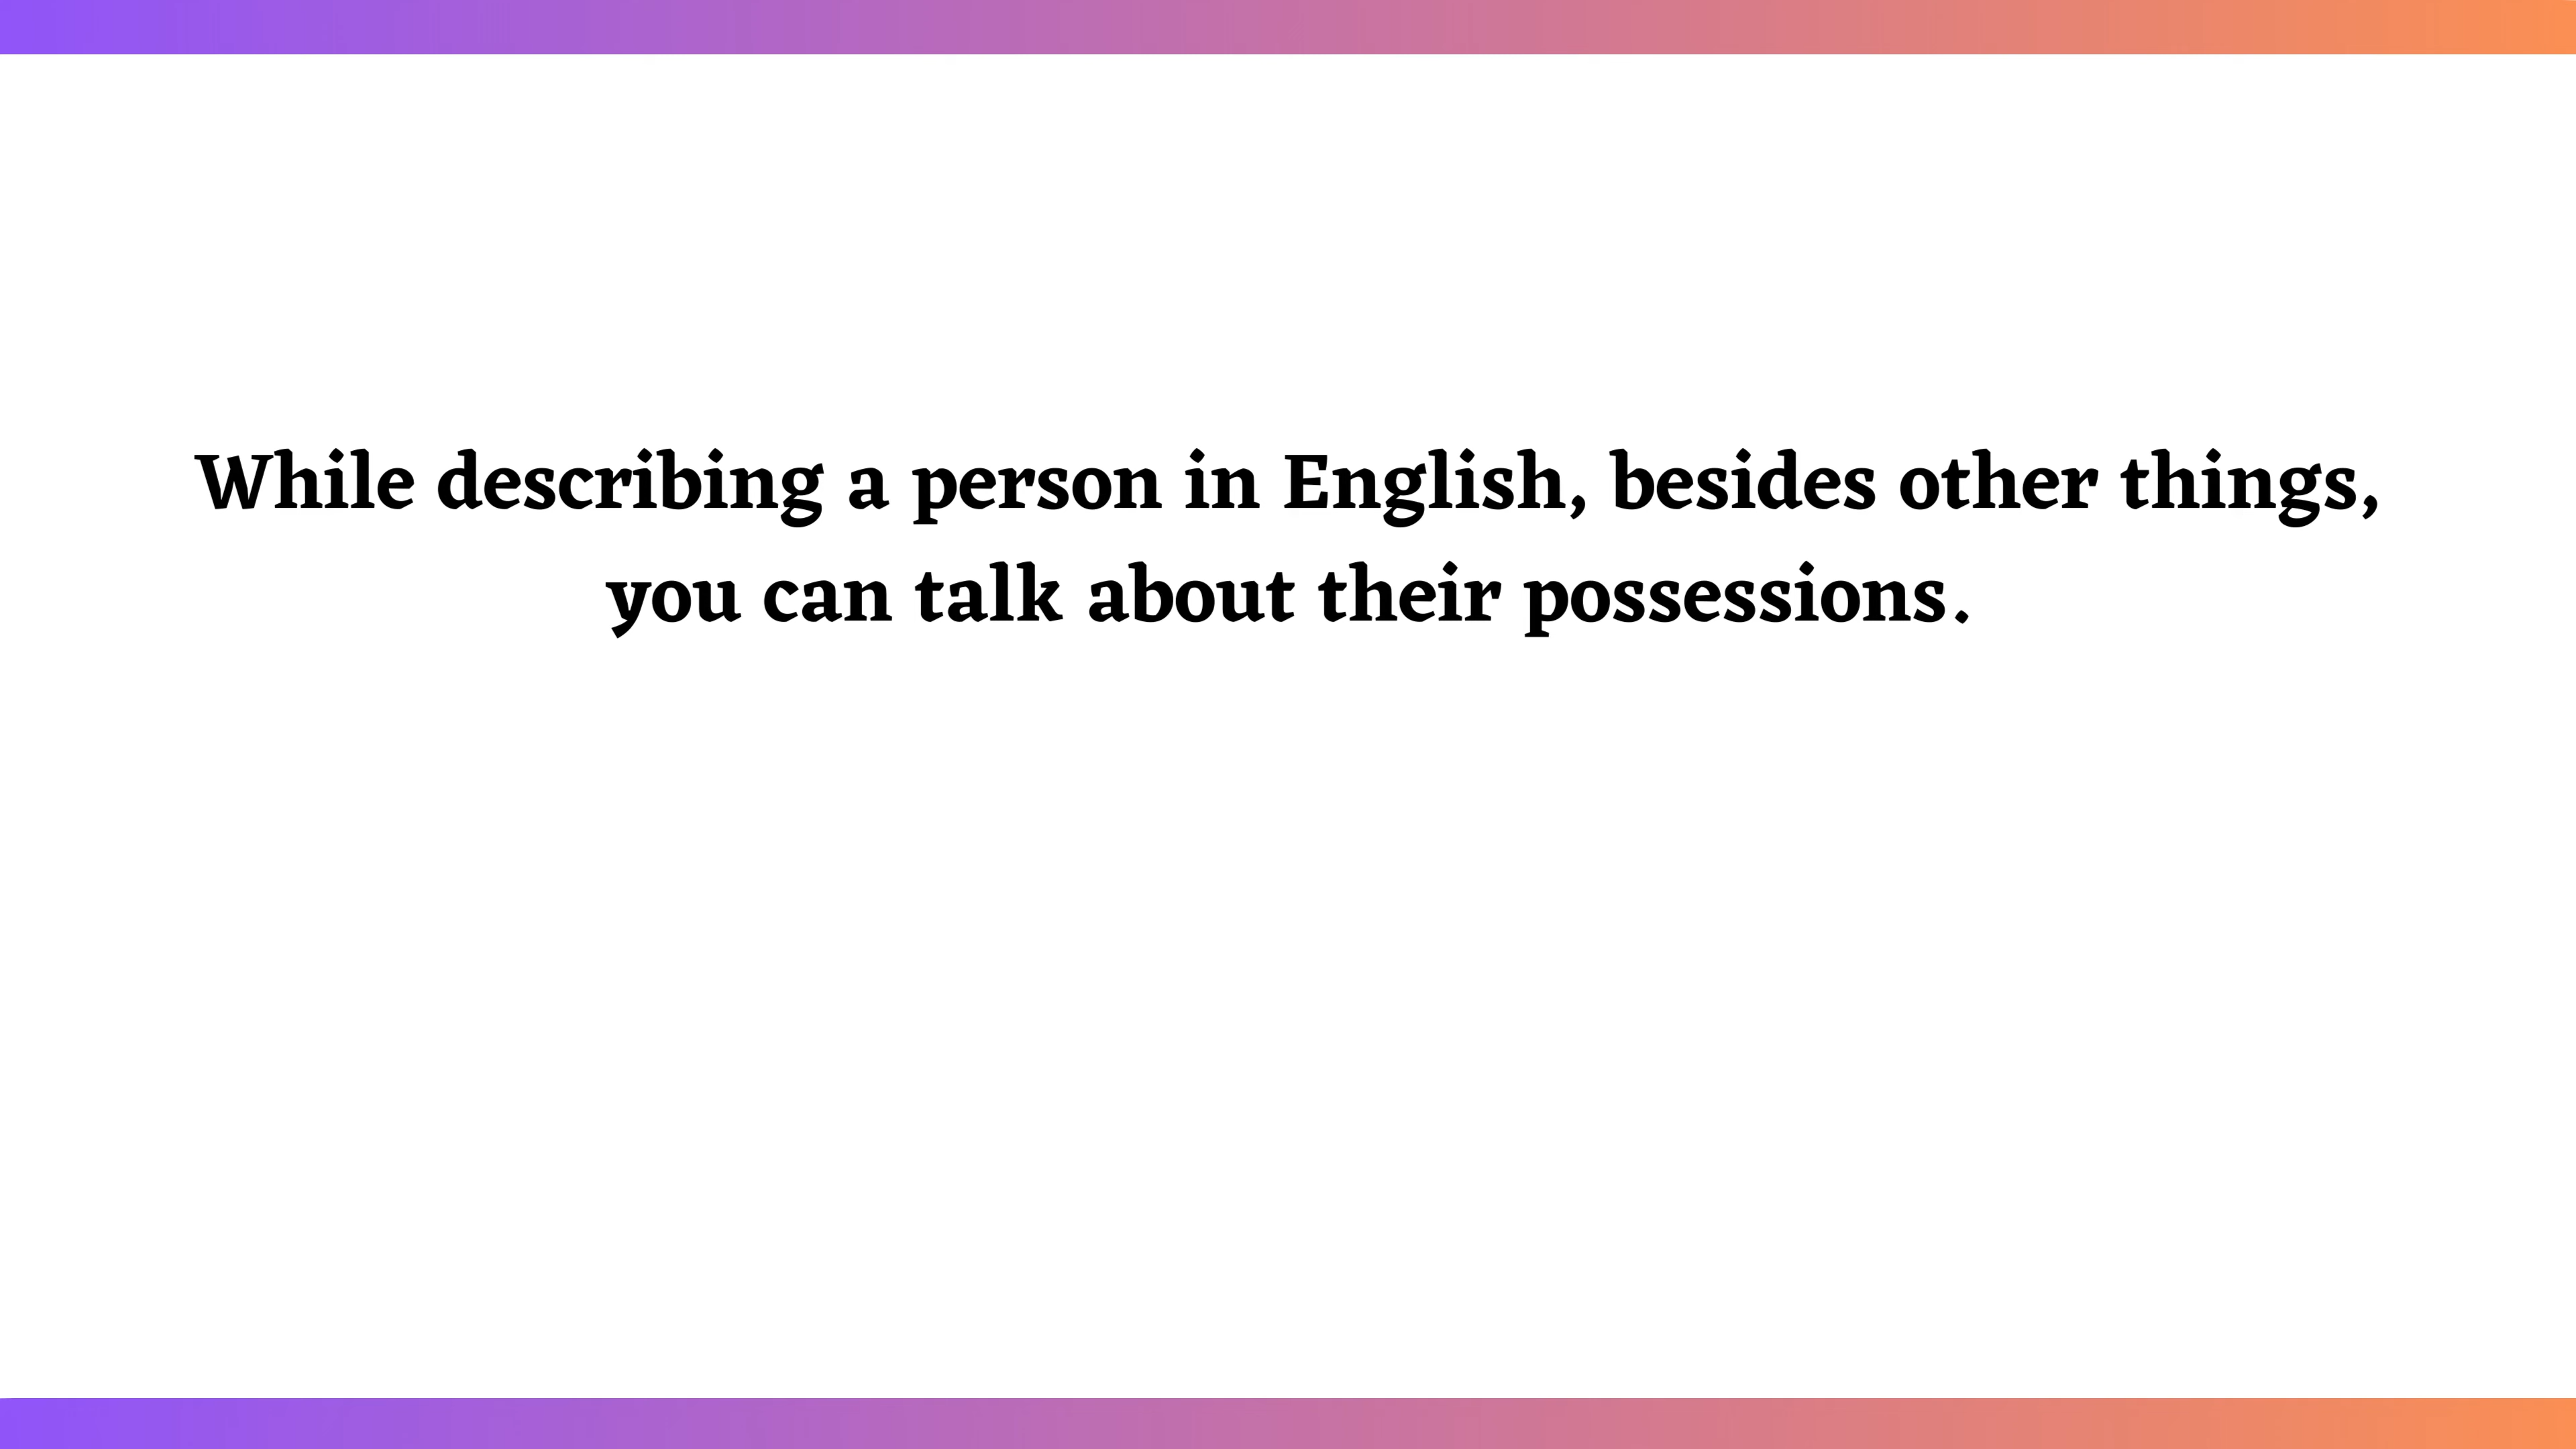 While describing a person in English, besides other things,
you can talk about their possessions.